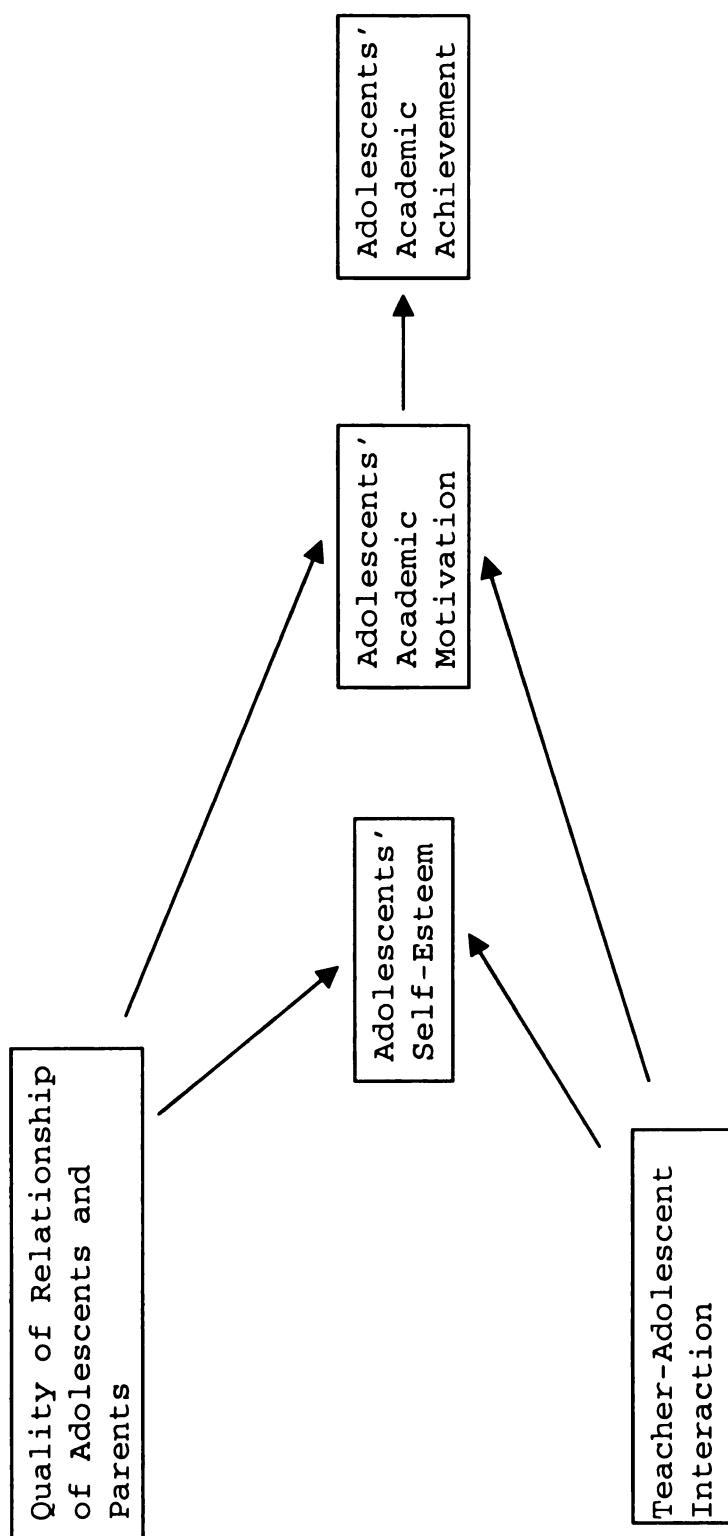 Quality of Relationship
of Adolescents and
Parents
Teacher-Adolescent
Interaction
Adolescents'
Self-Esteem
Adolescents'
Academic
Motivation
Adolescents'
Academic
Achievement